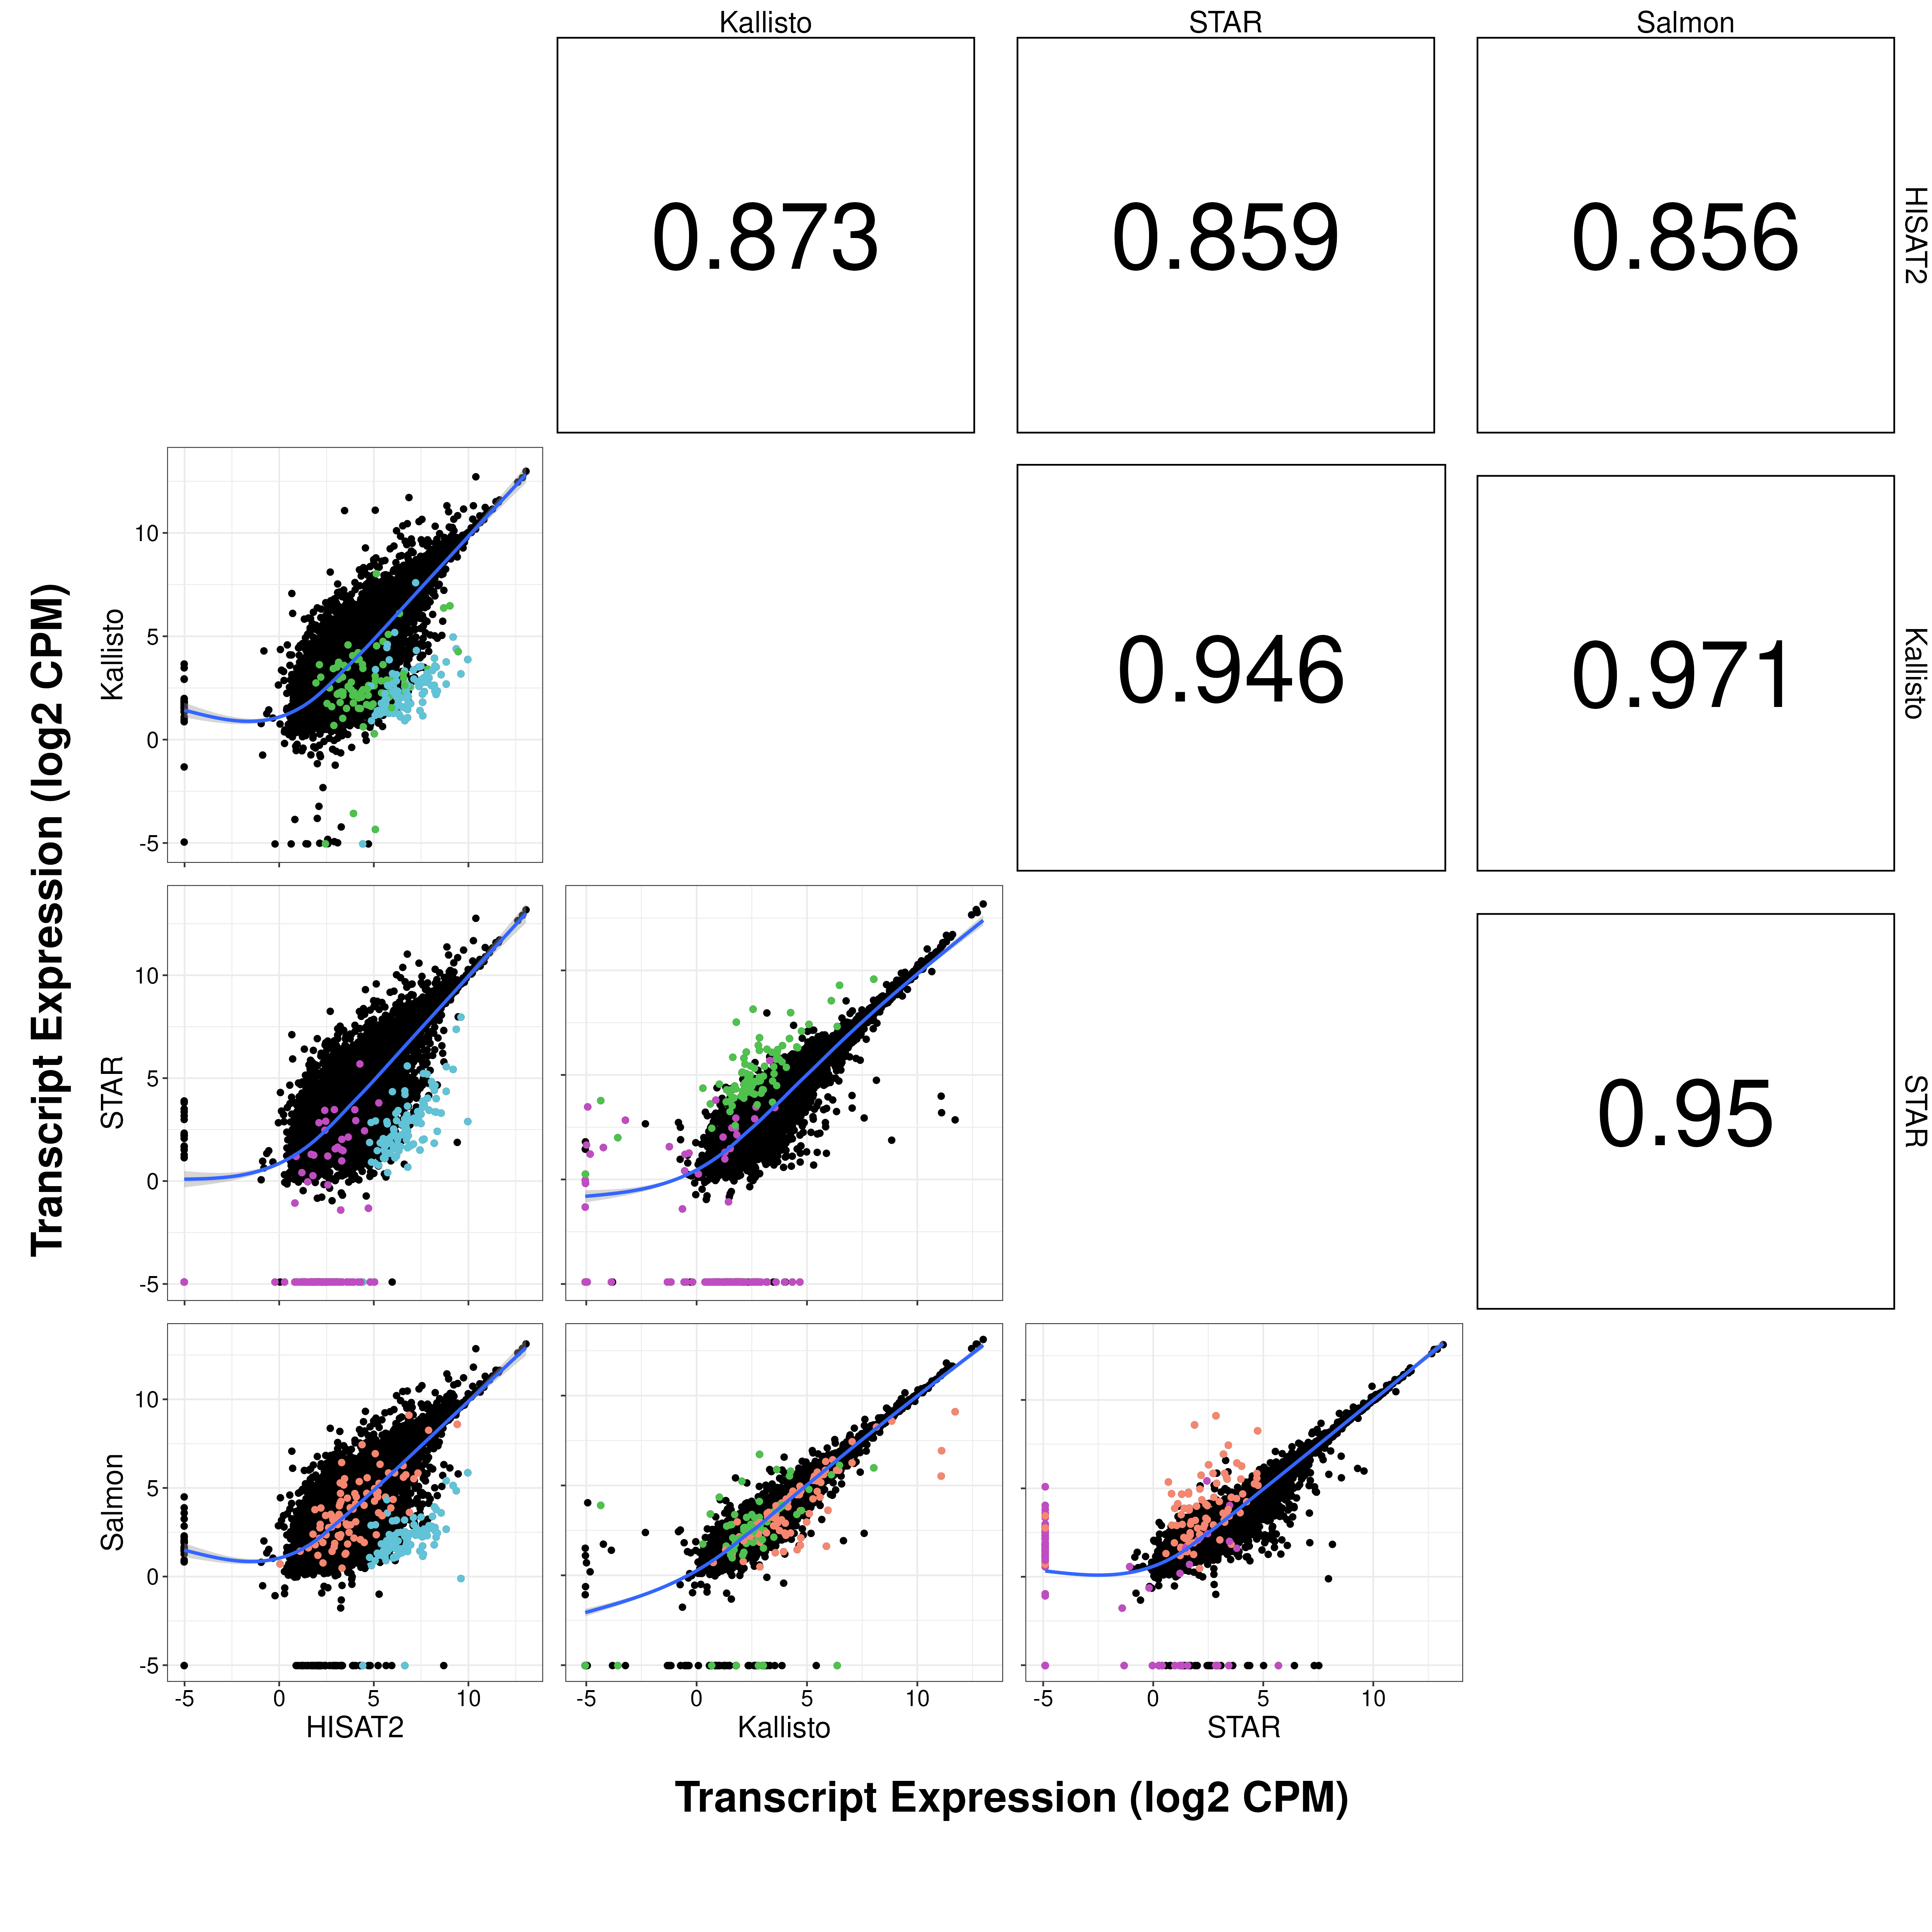 Kallisto
STAR
Salmon
0.873
0.859
0.856
HISAT2
10
5
0
-5
Kallisto
0.946
0.971
Kallisto
Transcript Expression (log2 CPM)
10
5
0
-5
STAR
0.95
STAR
10
5
0
-5
Salmon
-5 0 5 10
-5 0 5 10
-5 0 5 10
HISAT2
Kallisto
STAR
Transcript Expression (log2 CPM)